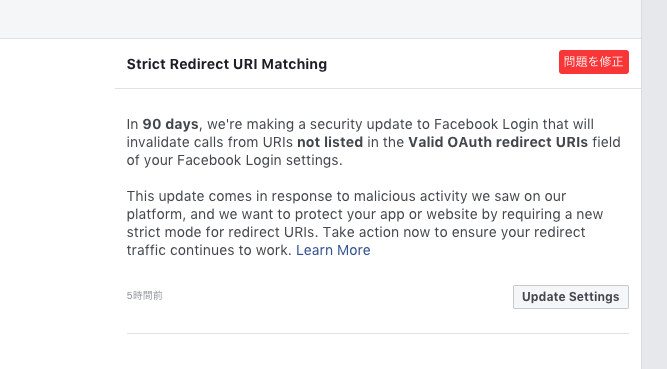 Strict Redirect URI Matching
問題を修正
In 90 days, we're making a security update to Facebook Login that will
invalidate calls from URIs not listed in the Valid OAuth redirect URIs field
of your Facebook Login settings.
This update comes in response to malicious activity we saw on our
platform, and we want to protect your app or website by requiring a new
strict mode for redirect URIs. Take action now to ensure your redirect
traffic continues to work. Learn More
5時間前
Update Settings